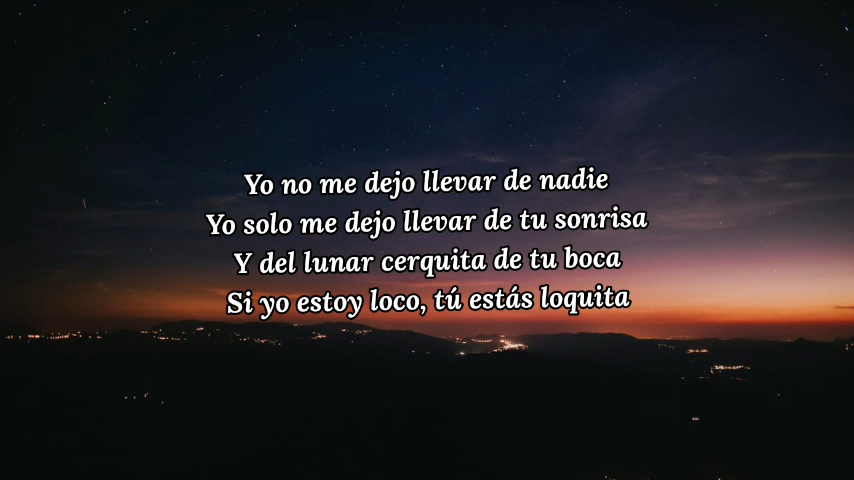 Yo no me dejo llevar de nadie
Yo solo me dejo llevar de tu sonrisa
Y del lunar cerquita de tu boca
Si yo estoy loco, tú estás loquita